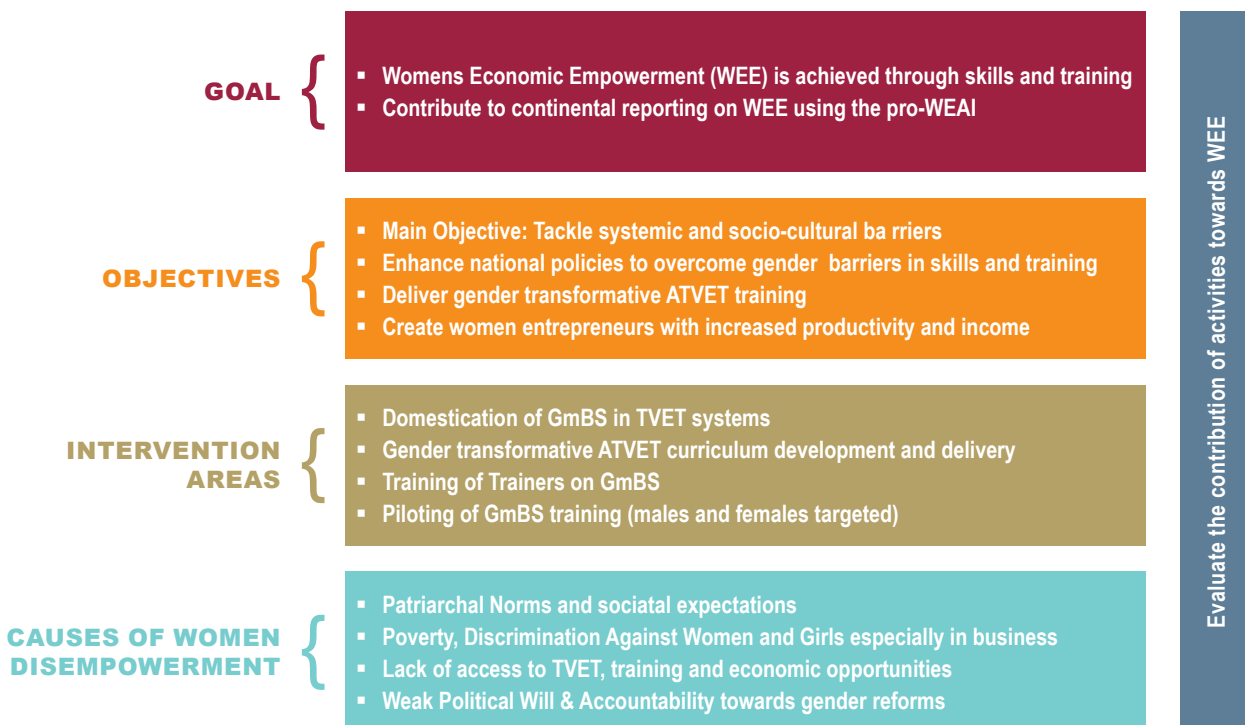 GOAL
▪ Womens Economic Empowerment (WEE) is achieved through skills and training
▪ Contribute to continental reporting on WEE using the pro-WEAI
OBJECTIVES
▪ Main Objective: Tackle systemic and socio-cultural ba rriers
▪ Enhance national policies to overcome gender  barriers in skills and training
▪ Deliver gender transformative ATVET training
▪ Create women entrepreneurs with increased productivity and income
INTERVENTION
AREAS
▪ Domestication of GmBS in TVET systems
▪ Gender transformative ATVET curriculum development and delivery
▪ Training of Trainers on GmBS
▪ Piloting of GmBS training (males and females targeted)
CAUSES OF WOMEN
DISEMPOWERMENT
▪ Patriarchal Norms and sociatal expectations
▪ Poverty, Discrimination Against Women and Girls especially in business
▪ Lack of access to TVET, training and economic opportunities
▪ Weak Political Will & Accountability towards gender reforms
Evaluate the contribution of activities towards WEE